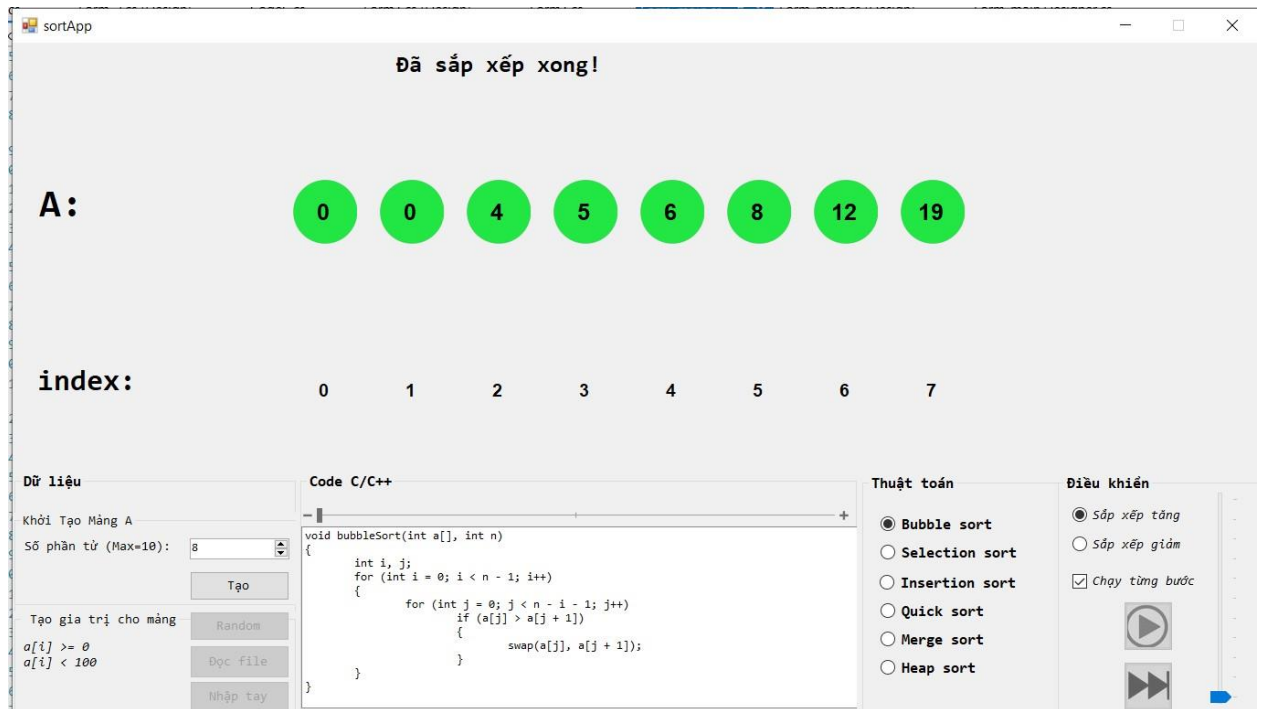 sortApp
Đã sắp xếp xong!
A:
0 0 4 5 6 8 12 19
index:
0 1 2 3 4 5 6 7
Dữ liệu
Khởi Tạo Mảng A
Số phần tử (Max=10): 8
Tạo
Tạo gia trị cho mảng
a[i] >= 0
a[i] < 100
Random
Đọc file
Nhập tay
Code C/C++
void bubbleSort(int a[], int n)
{
int i, j;
for (int i = 0; i < n - 1; i++)
{
for (int j = 0; j < n - i - 1; j++)
if (a[j] > a[j + 1])
{
swap(a[j], a[j + 1]);
}
}
}
Thuật toán
Bubble sort
Selection sort
Insertion sort
Quick sort
Merge sort
Heap sort
Điều khiển
Sắp xếp tăng
Sắp xếp giảm
Chạy từng bước